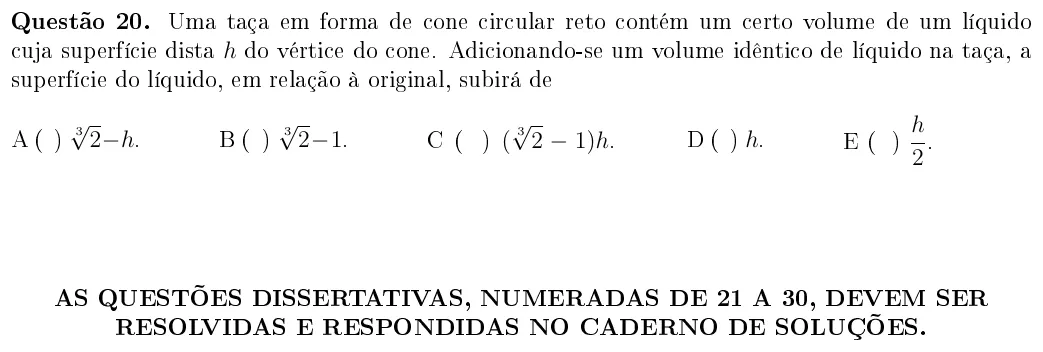 Questão 20. Uma taça em forma de cone circular reto contém um certo volume de um líquido
cuja superfície dista h do vértice do cone. Adicionando-se um volume idêntico de líquido na taça, a
superfície do líquido, em relação à original, subirá de
A ( ) ∛2−h. B ( ) ∛2−1. C ( ) (∛2 − 1)h. D ( ) h. E ( ) h/2.
AS QUESTÕES DISSERTATIVAS, NUMERADAS DE 21 A 30, DEVEM SER
RESOLVIDAS E RESPONDIDAS NO CADERNO DE SOLUÇÕES.